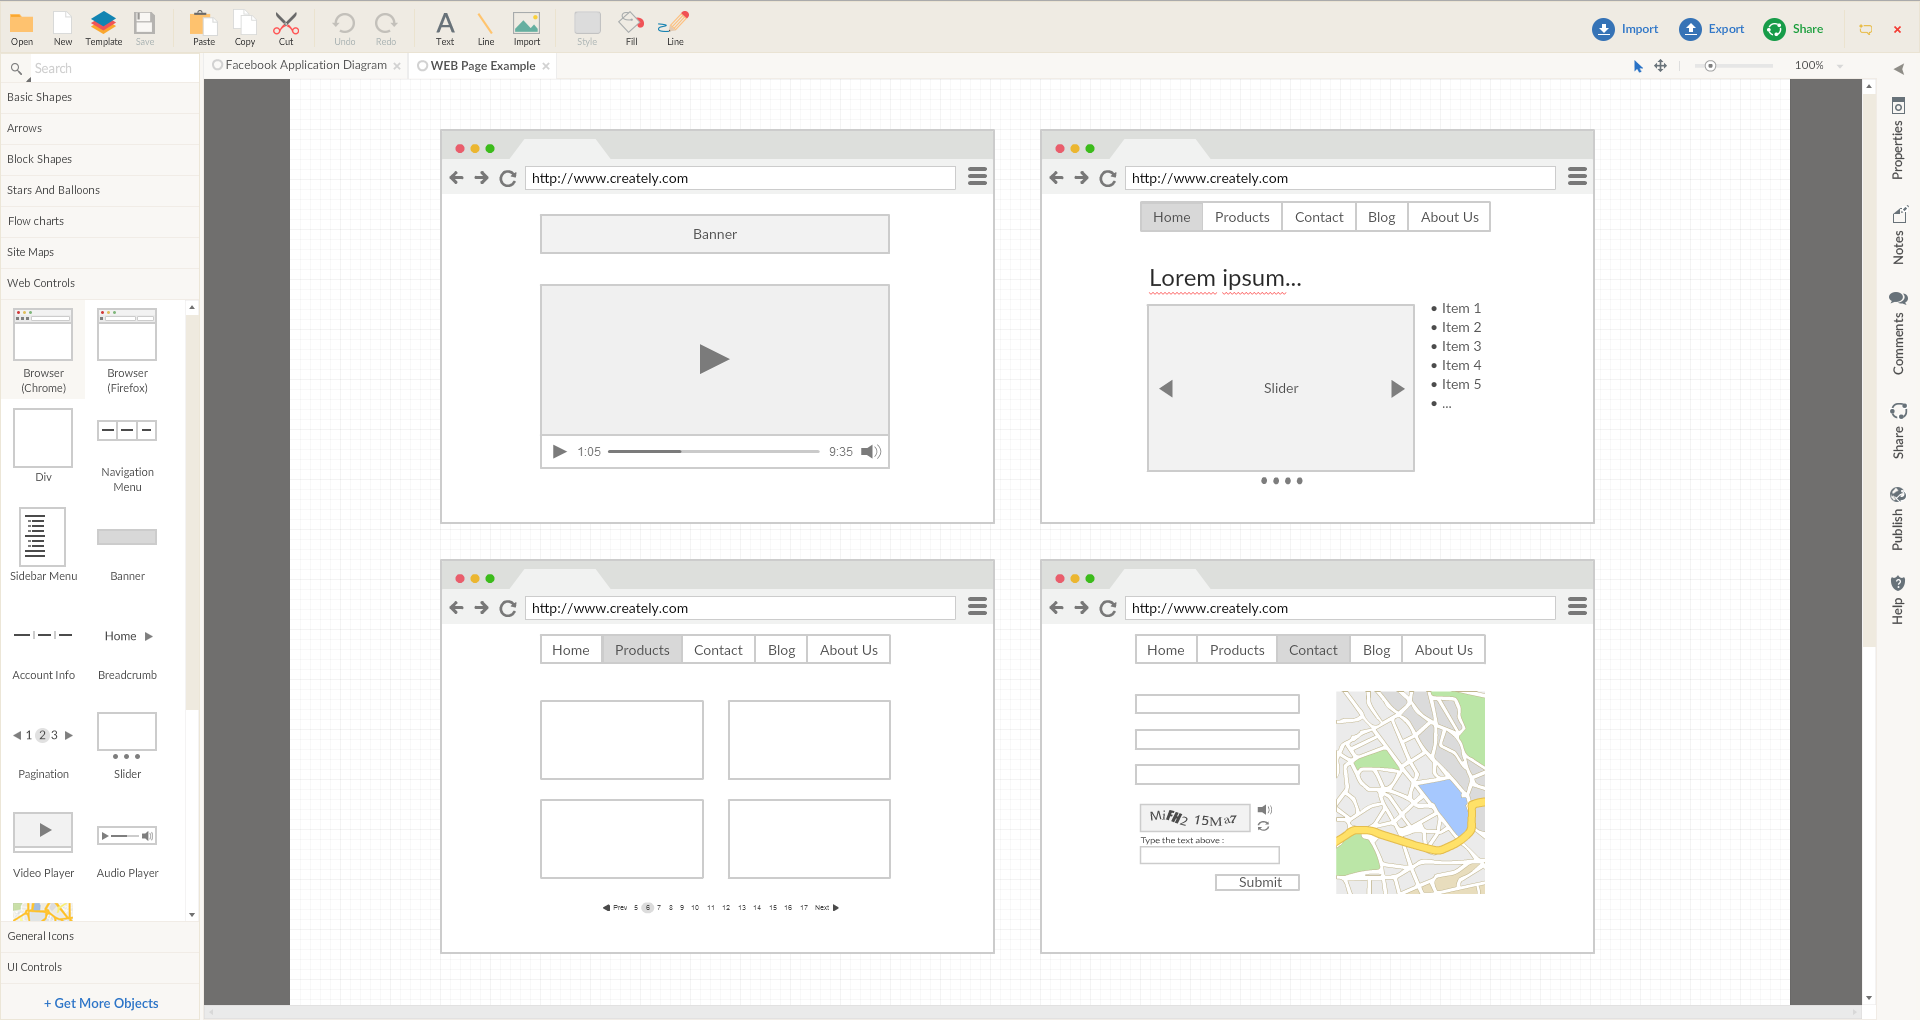 Open New Template Save Paste Copy Cut Undo Redo Text Line Import Style Fill Line
Import Export Share
Search
Facebook Application Diagram
WEB Page Example
100%
Basic Shapes
Arrows
Block Shapes
Stars And Balloons
Flow charts
Site Maps
Web Controls
Browser
(Chrome)
Browser
(Firefox)
Div
Navigation
Menu
Sidebar Menu
Banner
Home
Account Info
Breadcrumb
1 2 3
Pagination
Slider
Video Player
Audio Player
General Icons
UI Controls
+ Get More Objects
http://www.creately.com
Banner
1:05 9:35
http://www.creately.com
Home Products Contact Blog About Us
Lorem ipsum...
• Item 1
• Item 2
• Item 3
• Item 4
• Item 5
• ...
Slider
http://www.creately.com
Home Products Contact Blog About Us
Prev 5 6 7 8 9 10 11 12 13 14 15 16 17 Next
http://www.creately.com
Home Products Contact Blog About Us
MiFH2 15Ma7
Type the text above :
Submit
Properties
Notes
Comments
Share
Publish
Help